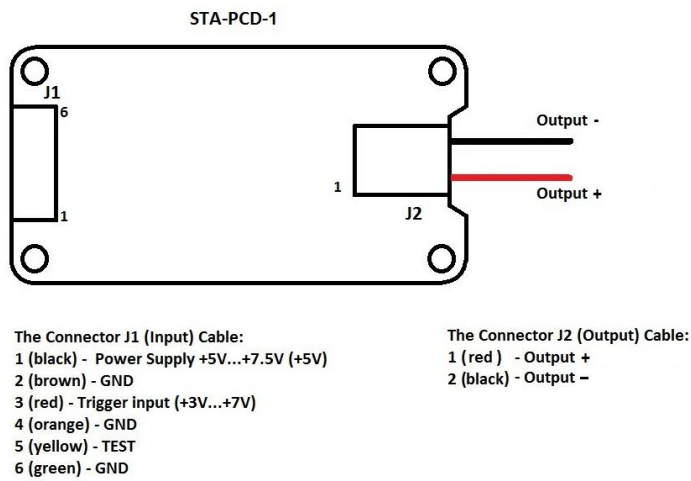 STA-PCD-1
J1
6
Output -
1
Output +
1
J2
The Connector J1 (Input) Cable:
1 (black) - Power Supply +5V...+7.5V (+5V)
2 (brown) - GND
3 (red) - Trigger input (+3V...+7V)
4 (orange) - GND
5 (yellow) - TEST
6 (green) - GND
The Connector J2 (Output) Cable:
1 ( red ) - Output +
2 (black) - Output –